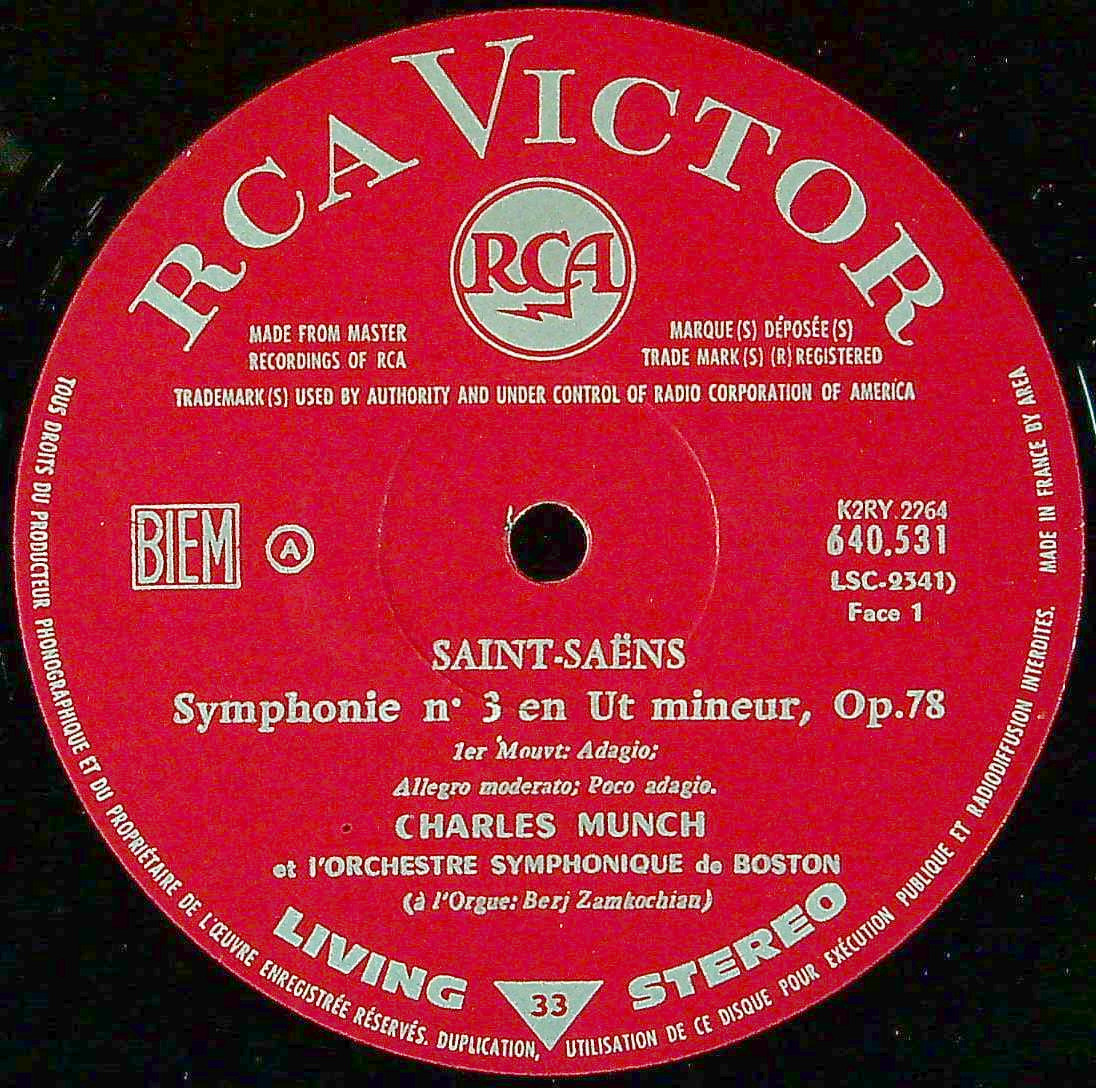 RCA VICTOR
RCA
MADE FROM MASTER
RECORDINGS OF RCA
MARQUE(S) DÉPOSÉE(S)
TRADE MARK(S) (R) REGISTERED
TRADEMARK(S) USED BY AUTHORITY AND UNDER CONTROL OF RADIO CORPORATION OF AMERICA
BIEM
A
K2RY.2264
640.531
LSC-2341)
Face 1
SAINT-SAËNS
Symphonie n° 3 en Ut mineur, Op.78
1er Mouvt: Adagio;
Allegro moderato; Poco adagio.
CHARLES MUNCH
et l'ORCHESTRE SYMPHONIQUE de BOSTON
(à l'Orgue: Berj Zamkochian)
LIVING STEREO
33
TOUS DROITS DU PRODUCTEUR PHONOGRAPHIQUE ET DU PROPRIÉTAIRE DE L'ŒUVRE ENREGISTRÉE RÉSERVÉS. DUPLICATION, UTILISATION DE CE DISQUE POUR EXÉCUTION PUBLIQUE ET RADIODIFFUSION INTERDITES. MADE IN FRANCE BY AREA